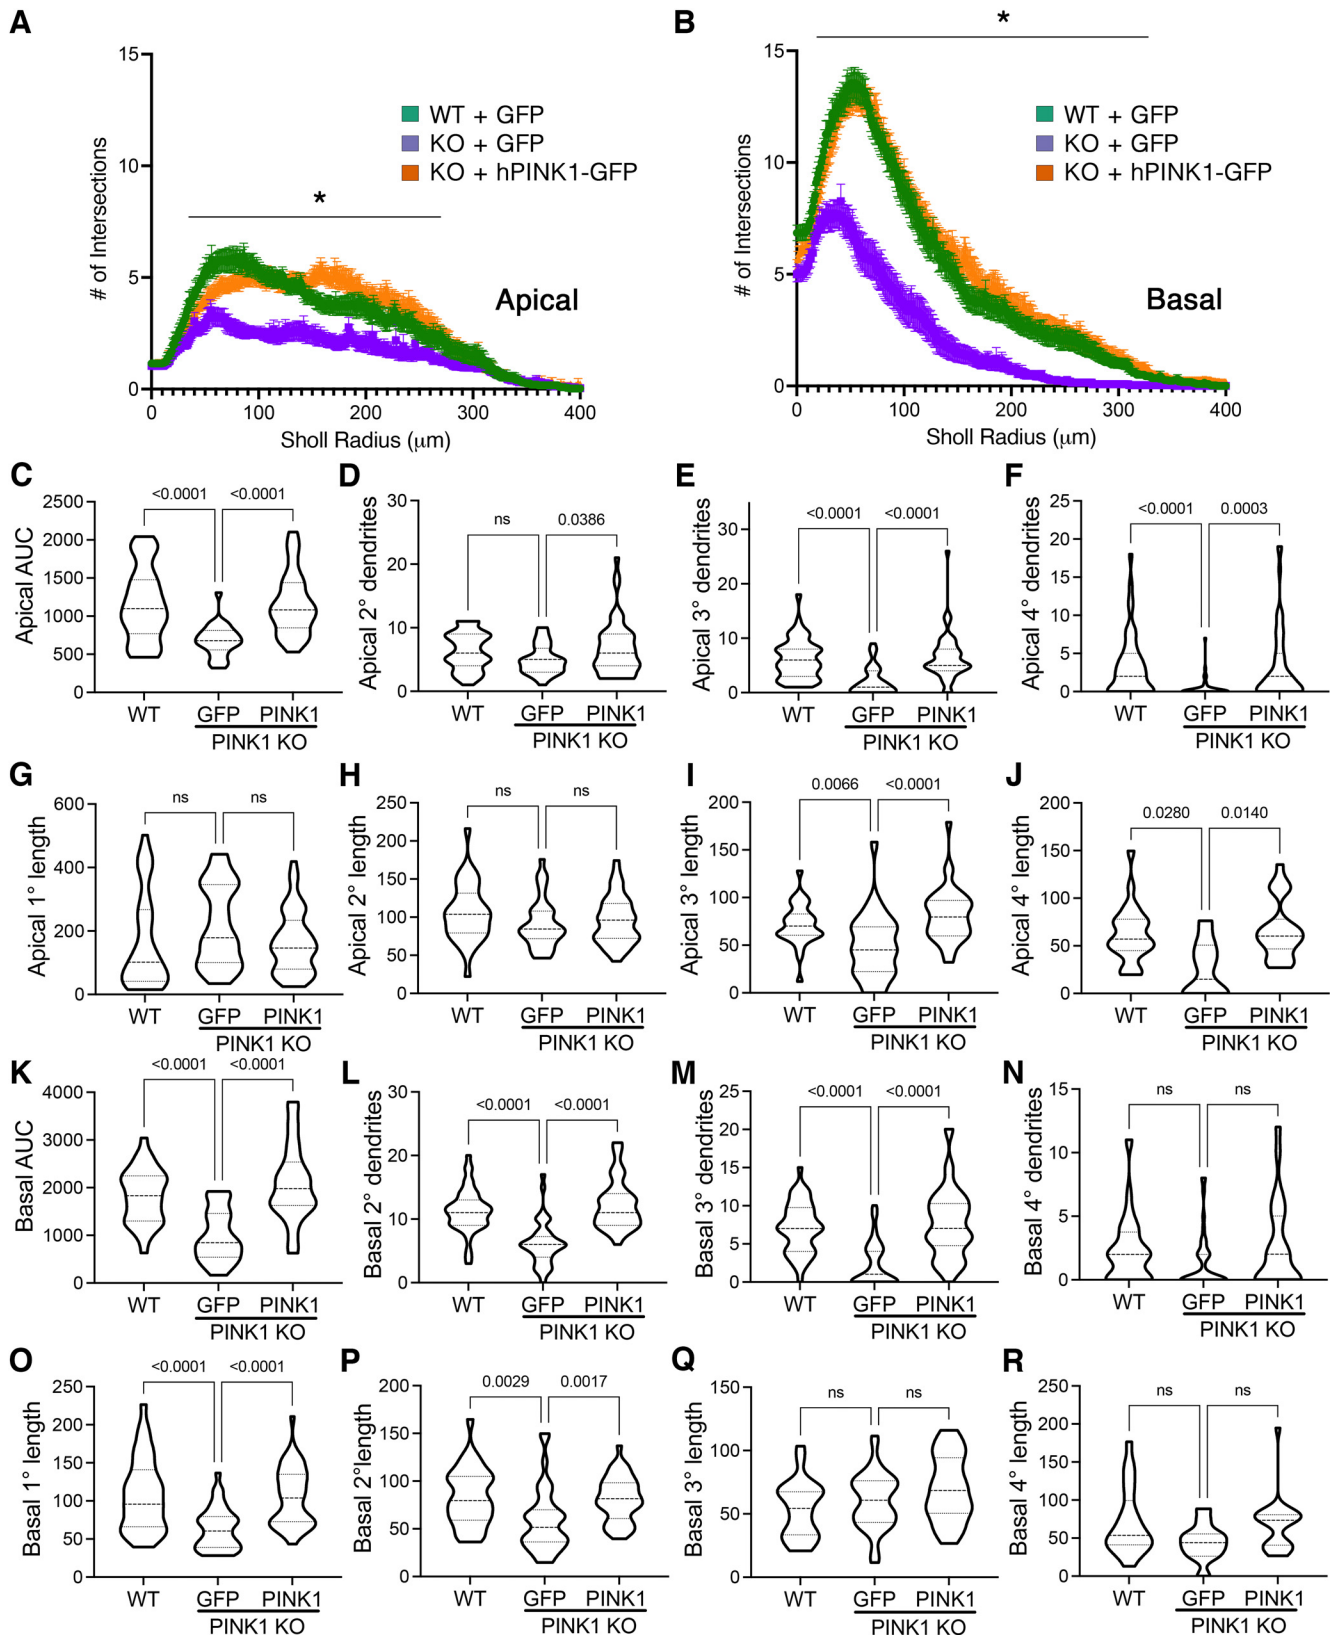 A
15
10
5
0
# of Intersections
*
WT + GFP
KO + GFP
KO + hPINK1-GFP
Apical
0 100 200 300 400
Sholl Radius (μm)
B
15
10
5
0
# of Intersections
*
WT + GFP
KO + GFP
KO + hPINK1-GFP
Basal
0 100 200 300 400
Sholl Radius (μm)
C
Apical AUC
2500
2000
1500
1000
500
0
<0.0001 <0.0001
WT GFP PINK1
PINK1 KO
D
Apical 2° dendrites
30
20
10
0
ns 0.0386
WT GFP PINK1
PINK1 KO
E
Apical 3° dendrites
30
20
10
0
<0.0001 <0.0001
WT GFP PINK1
PINK1 KO
F
Apical 4° dendrites
25
20
15
10
5
0
<0.0001 0.0003
WT GFP PINK1
PINK1 KO
G
Apical 1° length
600
400
200
0
ns ns
WT GFP PINK1
PINK1 KO
H
Apical 2° length
250
200
150
100
50
0
ns ns
WT GFP PINK1
PINK1 KO
I
Apical 3° length
200
150
100
50
0
0.0066 <0.0001
WT GFP PINK1
PINK1 KO
J
Apical 4° length
200
150
100
50
0
0.0280 0.0140
WT GFP PINK1
PINK1 KO
K
Basal AUC
4000
3000
2000
1000
0
<0.0001 <0.0001
WT GFP PINK1
PINK1 KO
L
Basal 2° dendrites
30
20
10
0
<0.0001 <0.0001
WT GFP PINK1
PINK1 KO
M
Basal 3° dendrites
25
20
15
10
5
0
<0.0001 <0.0001
WT GFP PINK1
PINK1 KO
N
Basal 4° dendrites
15
10
5
0
ns ns
WT GFP PINK1
PINK1 KO
O
Basal 1° length
250
200
150
100
50
0
<0.0001 <0.0001
WT GFP PINK1
PINK1 KO
P
Basal 2°length
200
150
100
50
0
0.0029 0.0017
WT GFP PINK1
PINK1 KO
Q
Basal 3° length
150
100
50
0
ns ns
WT GFP PINK1
PINK1 KO
R
Basal 4° length
250
200
150
100
50
0
ns ns
WT GFP PINK1
PINK1 KO